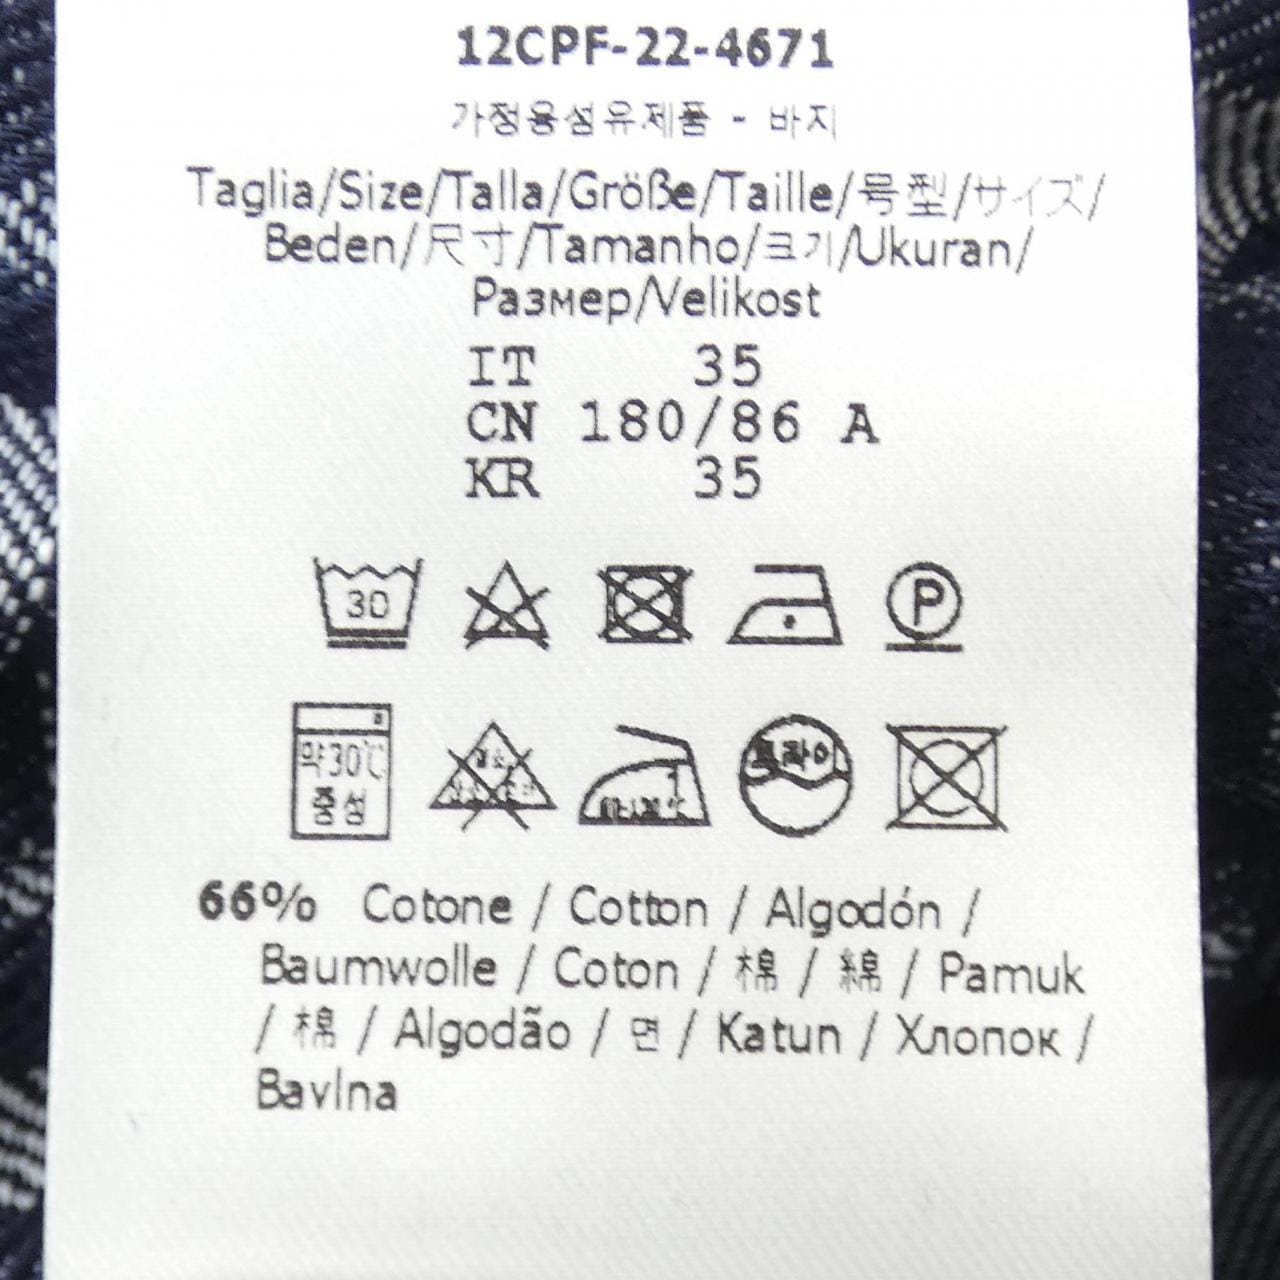 12CPF-22-4671
가정용섬유제품 - 바지
Taglia/Size/Talla/Größe/Taille/号型/サイズ/
Beden/尺寸/Tamanho/크기/Ukuran/
Размер/Velikost
IT 35
CN 180/86 A
KR 35
30 P
약30℃
중성
드라이
66% Cotone / Cotton / Algodón /
Baumwolle / Coton / 棉 / 綿 / Pamuk
/ 棉 / Algodão / 면 / Katun / Хлопок /
Bavlna